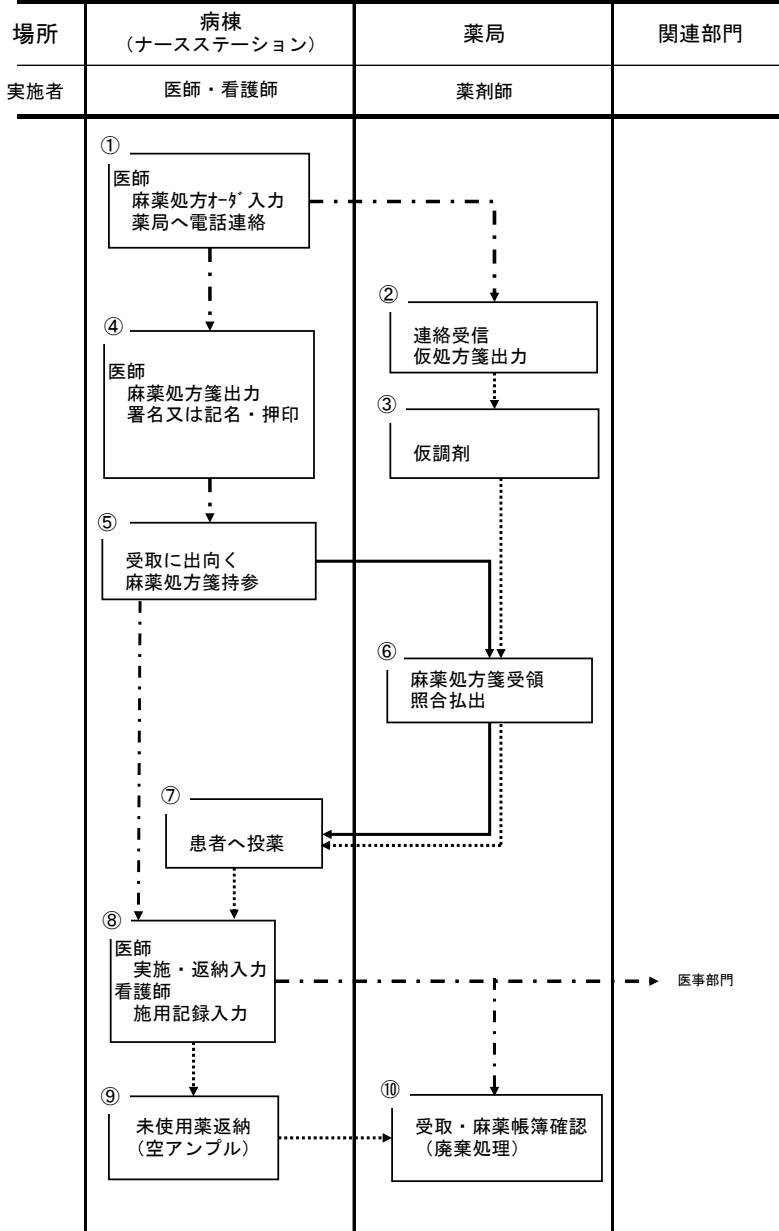 場所
病棟
（ナースステーション）
薬局
関連部門
実施者
医師・看護師
薬剤師
①
医師
麻薬処方ｵｰﾀﾞ入力
薬局へ電話連絡
②
連絡受信
仮処方箋出力
③
仮調剤
④
医師
麻薬処方箋出力
署名又は記名・押印
⑤
受取に出向く
麻薬処方箋持参
⑥
麻薬処方箋受領
照合払出
⑦
患者へ投薬
⑧
医師
実施・返納入力
看護師
施用記録入力
医事部門
⑨
未使用薬返納
（空アンプル）
⑩
受取・麻薬帳簿確認
（廃棄処理）